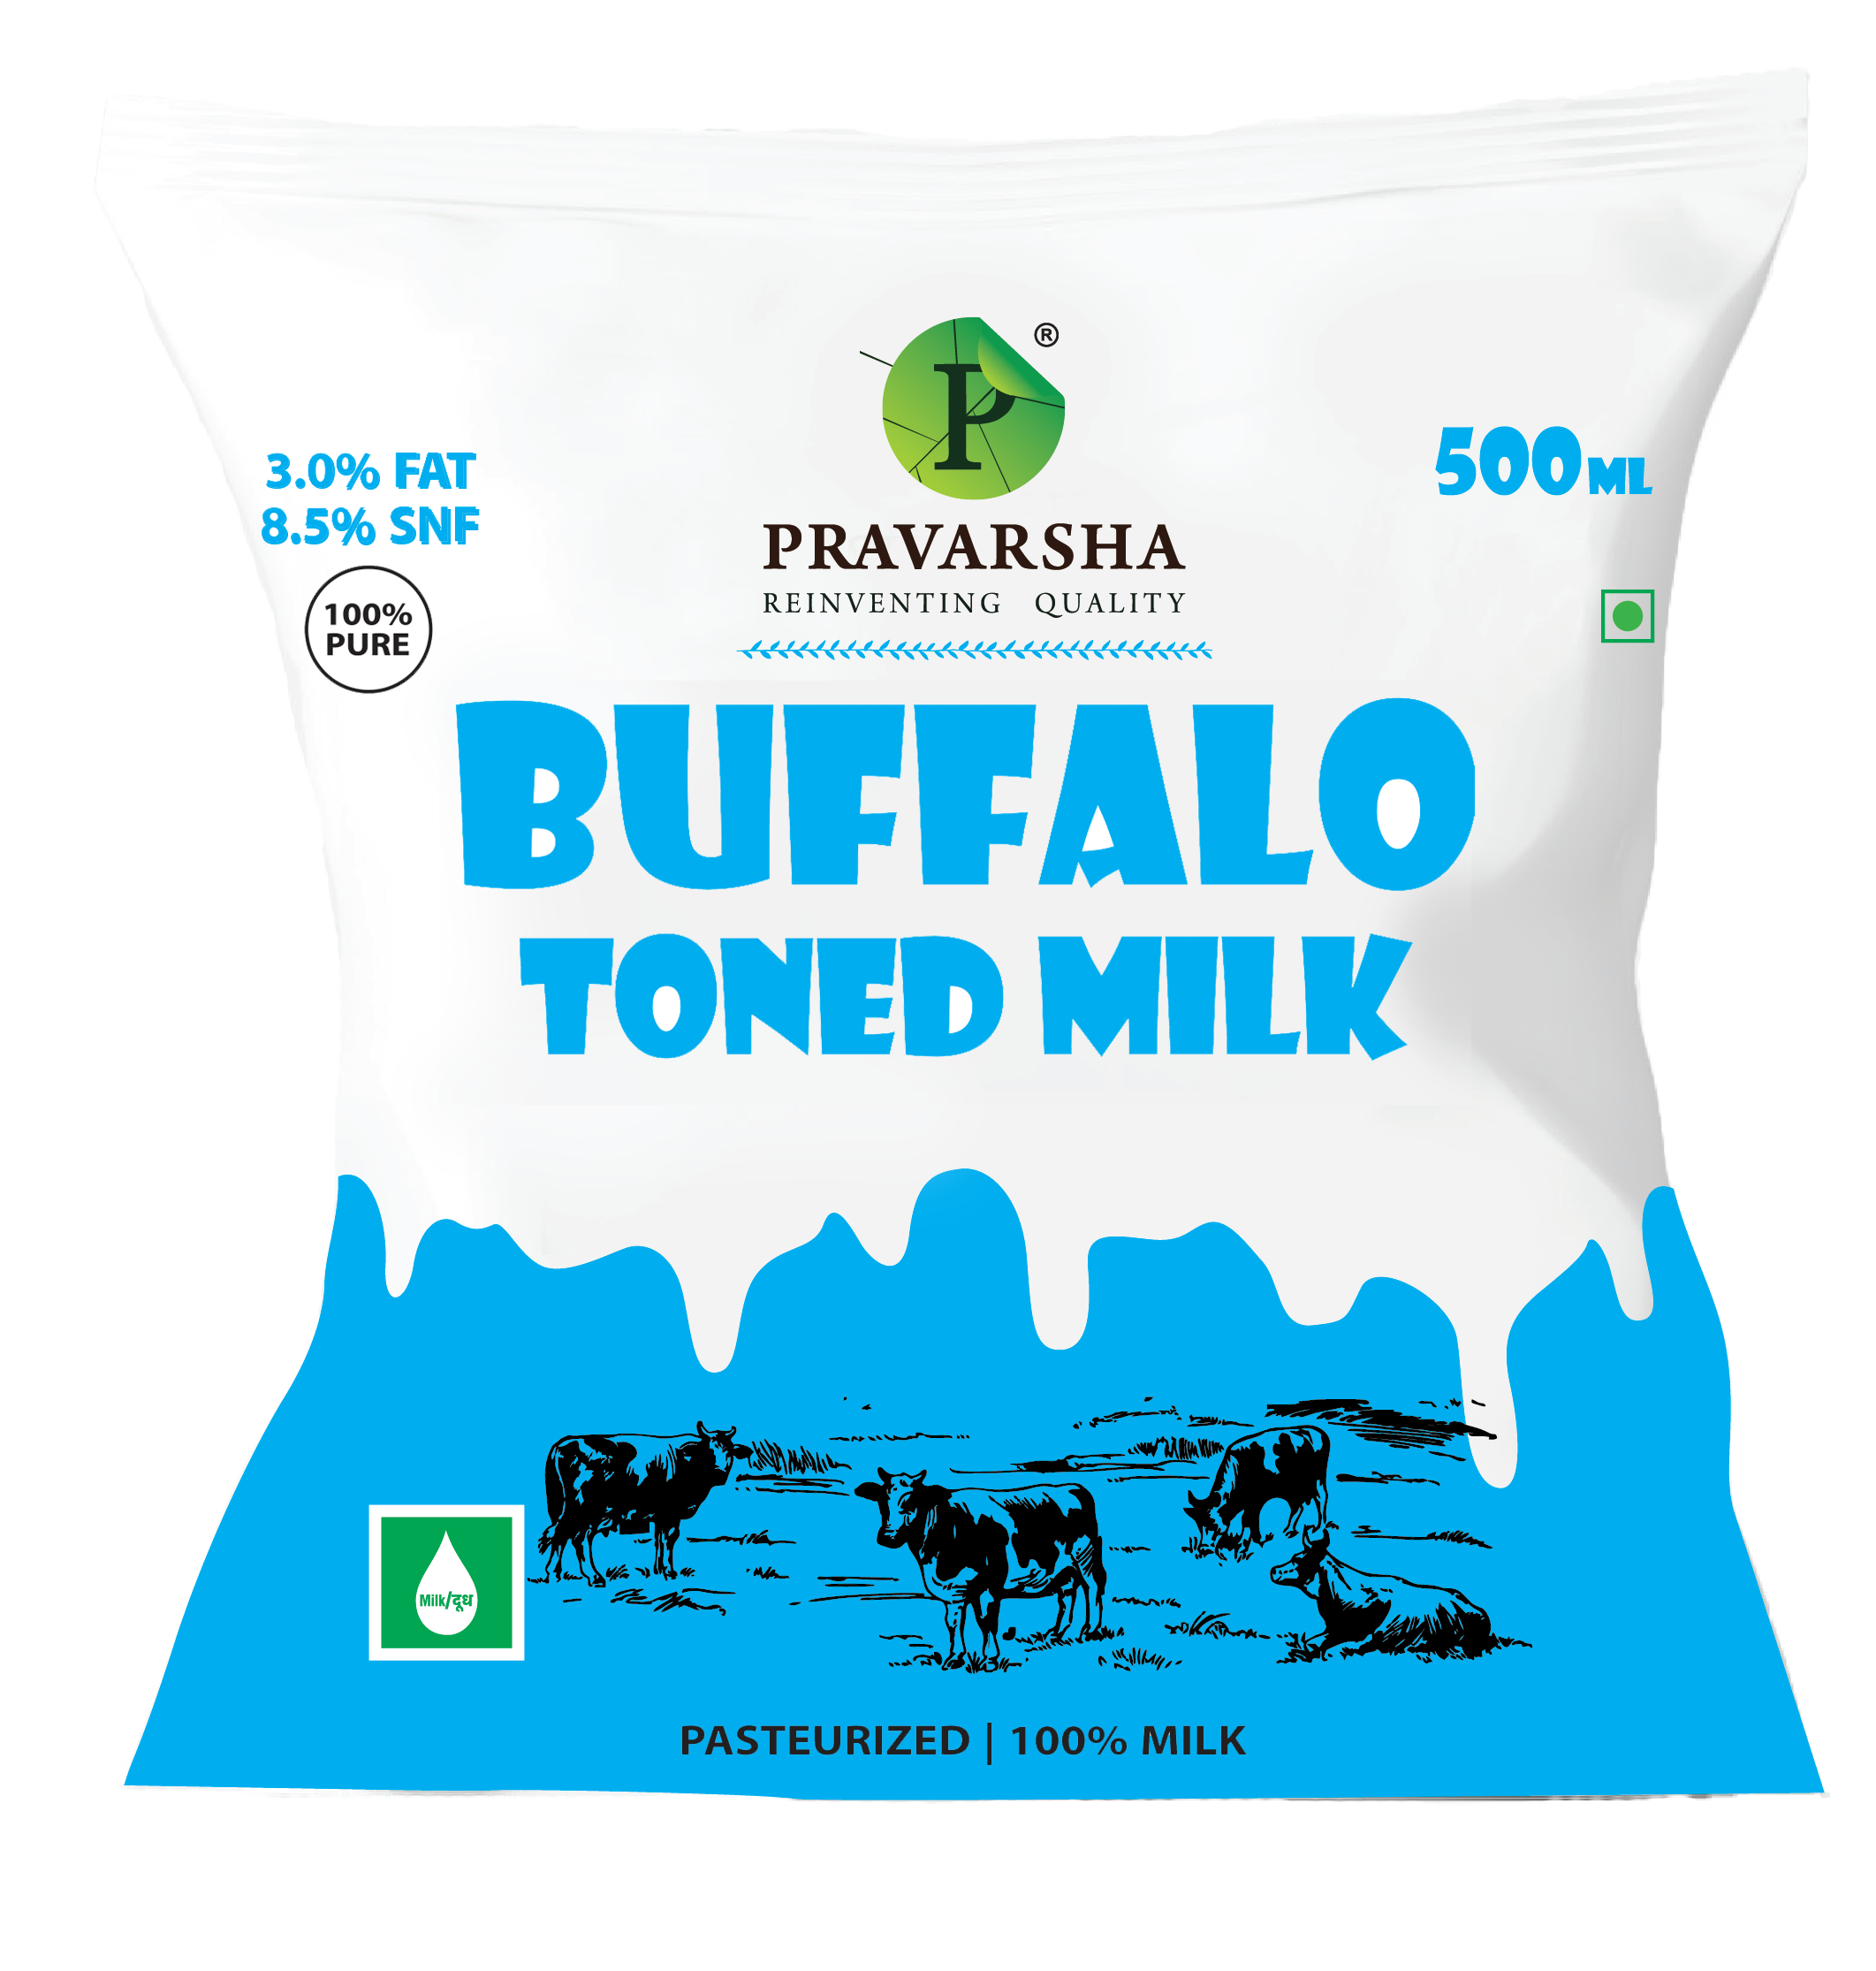 P
®
PRAVARSHA
REINVENTING QUALITY
3.0% FAT
8.5% SNF
100%
PURE
500ML
BUFFALO
TONED MILK
Milk/दूध
PASTEURIZED | 100% MILK